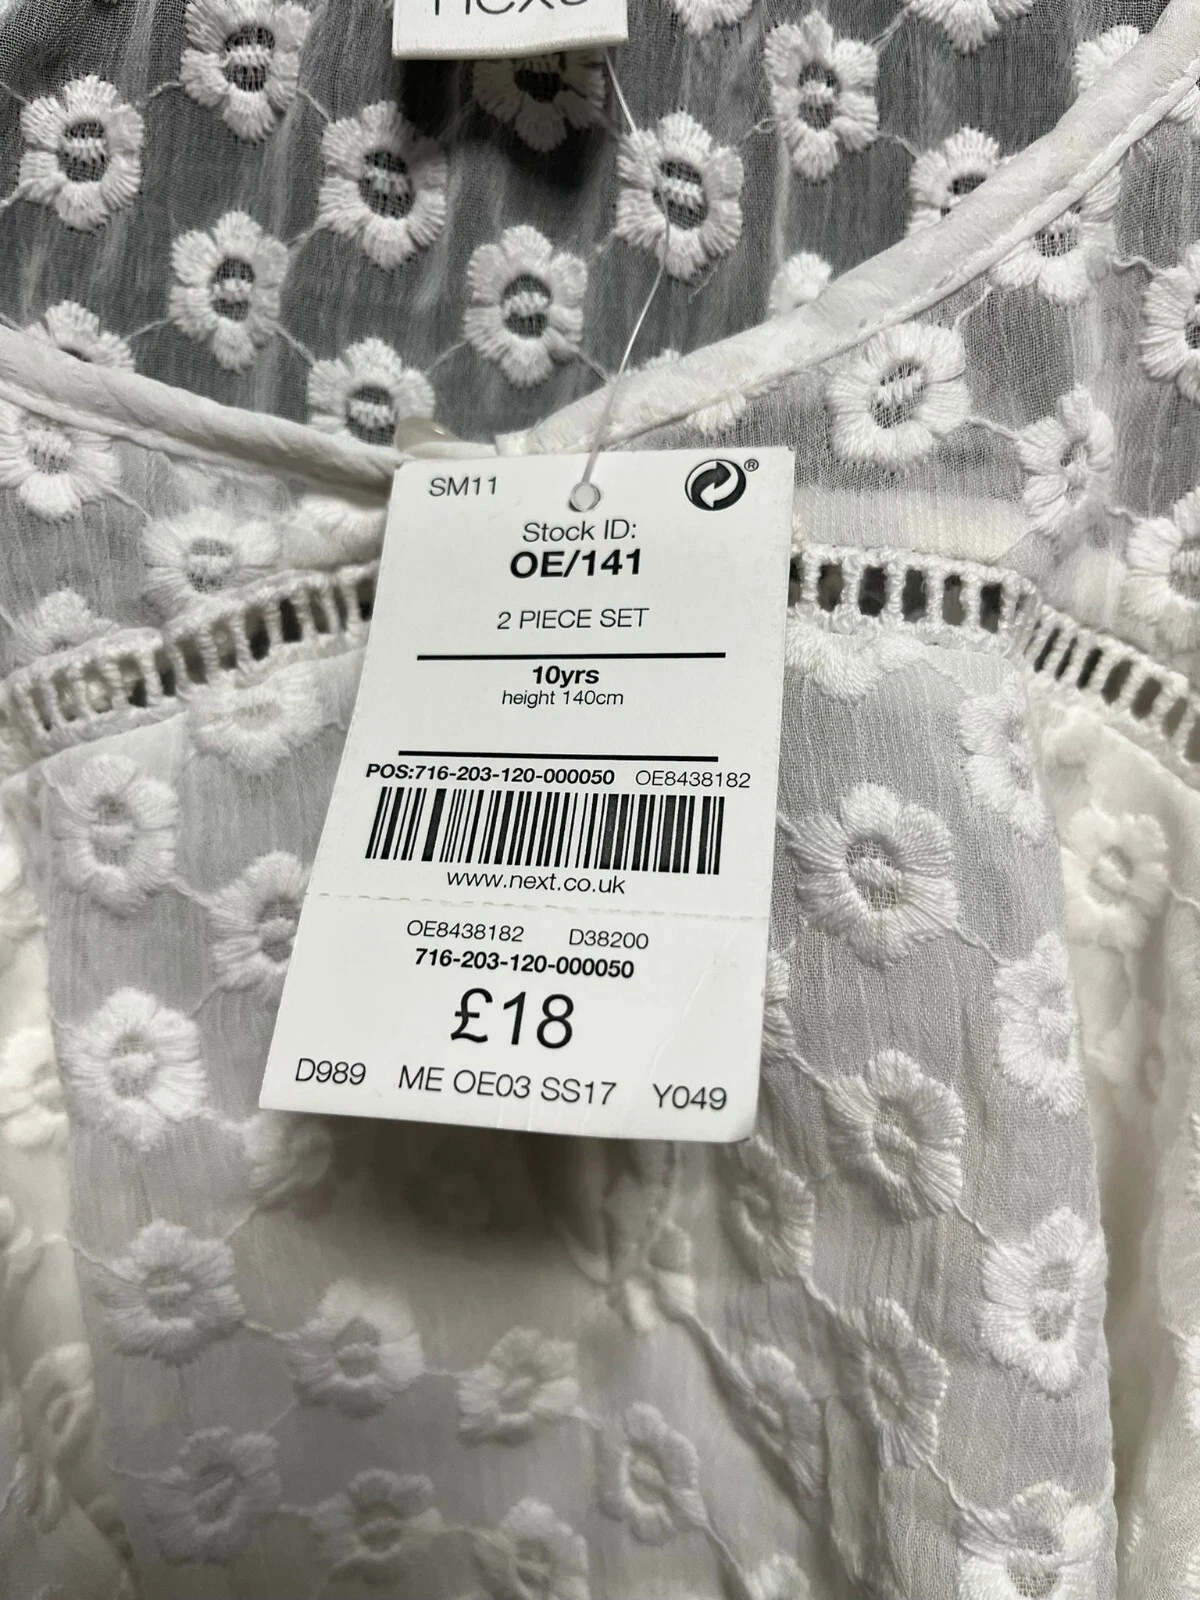 next
SM11
®
Stock ID:
OE/141
2 PIECE SET
10yrs
height 140cm
POS:716-203-120-000050 OE8438182
www.next.co.uk
OE8438182 D38200
716-203-120-000050
£18
D989 ME OE03 SS17 Y049